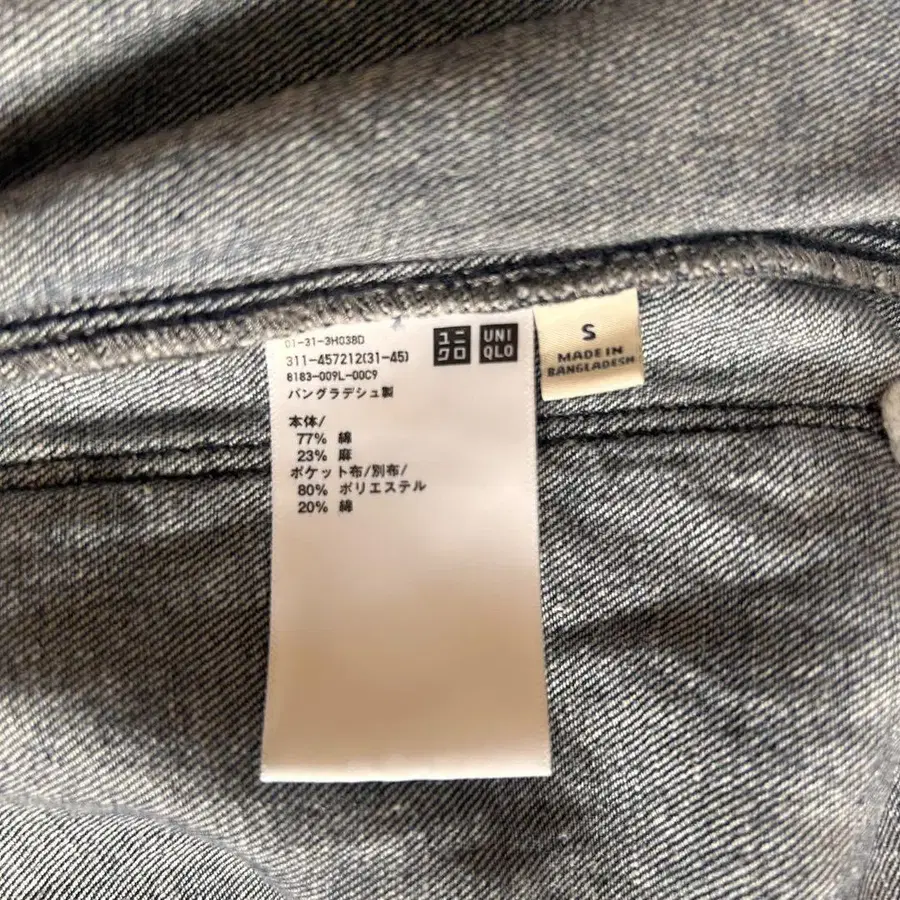 01-31-3H038D
311-457212(31-45)
8183-009L-00C9
バングラデシュ製
本体/
77% 綿
23% 麻
ポケット布/別布/
80% ポリエステル
20% 綿
ユニ
クロ
UNI
QLO
S
MADE IN
BANGLADESH